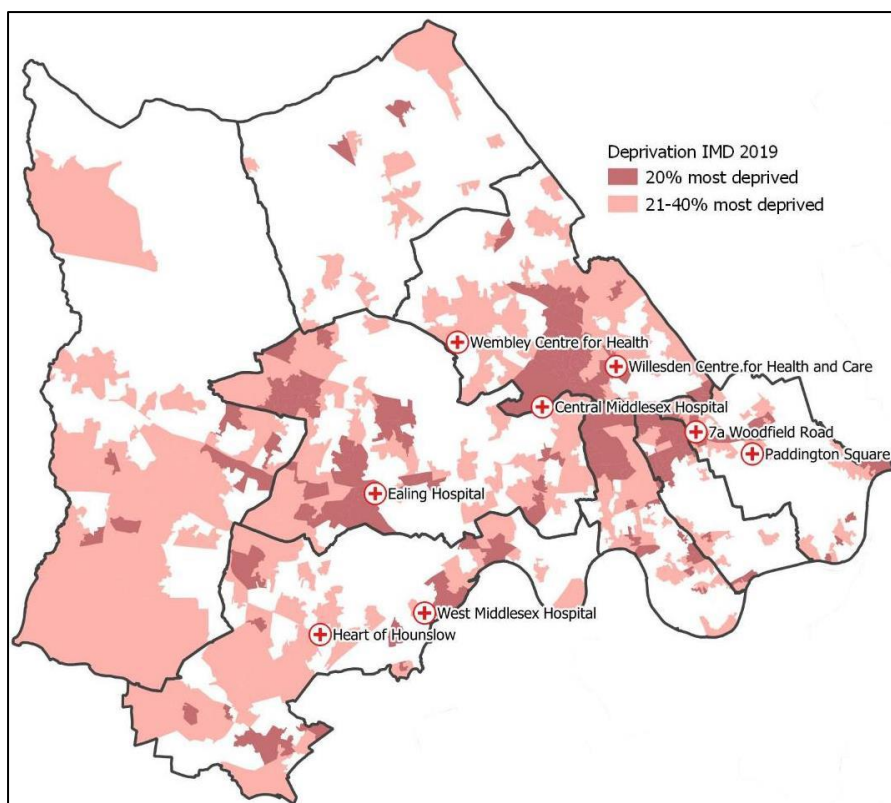 Deprivation IMD 2019
20% most deprived
21-40% most deprived
Wembley Centre for Health
Willesden Centre for Health and Care
Central Middlesex Hospital
7a Woodfield Road
Paddington Square
Ealing Hospital
West Middlesex Hospital
Heart of Hounslow